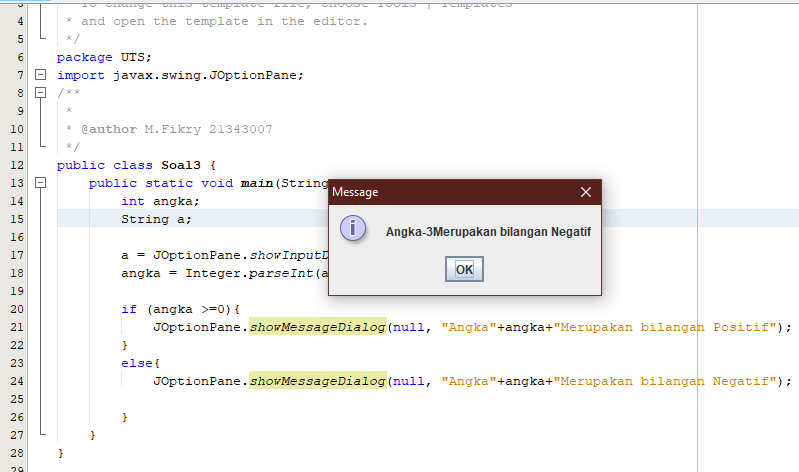 3 * To change this template file, choose Tools | Templates
4 * and open the template in the editor.
5 */
6 package UTS;
7 import javax.swing.JOptionPane;
8 /**
9 *
10 * @author M.Fikry 21343007
11 */
12 public class Soal3 {
13 public static void main(String
14 int angka;
15 String a;
16
17 a = JOptionPane.showInputD
18 angka = Integer.parseInt(a
19
20 if (angka >=0){
21 JOptionPane.showMessageDialog(null, "Angka"+angka+"Merupakan bilangan Positif");
22 }
23 else{
24 JOptionPane.showMessageDialog(null, "Angka"+angka+"Merupakan bilangan Negatif");
25
26 }
27 }
28 }
29
Message
Angka-3Merupakan bilangan Negatif
OK